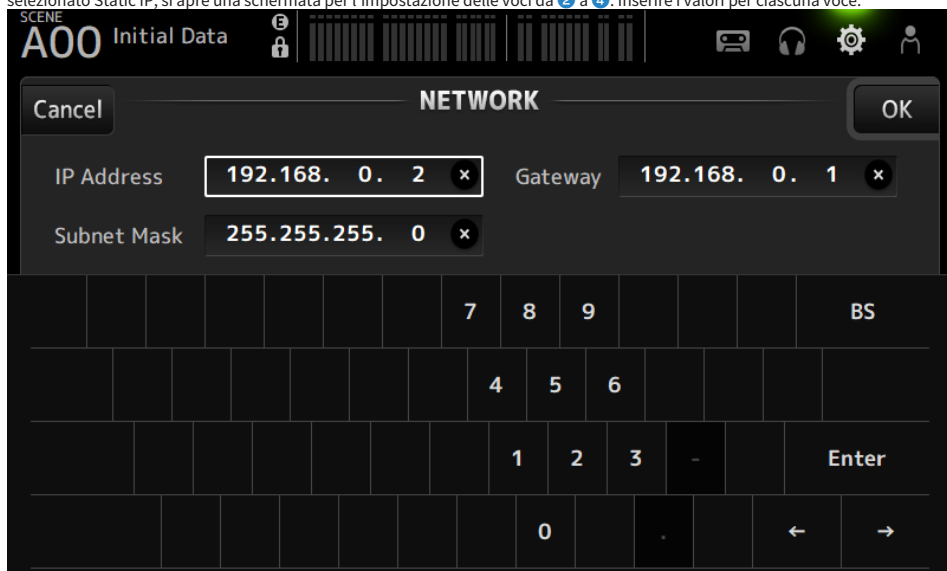 selezionato Static IP, si apre una schermata per l'impostazione delle voci da 2 a 4. Inserire i valori per ciascuna voce.
SCENE
A00 Initial Data E
Cancel NETWORK OK
IP Address 192.168. 0. 2 × Gateway 192.168. 0. 1 ×
Subnet Mask 255.255.255. 0 ×
7 8 9 BS
4 5 6
1 2 3 - Enter
0 . ← →